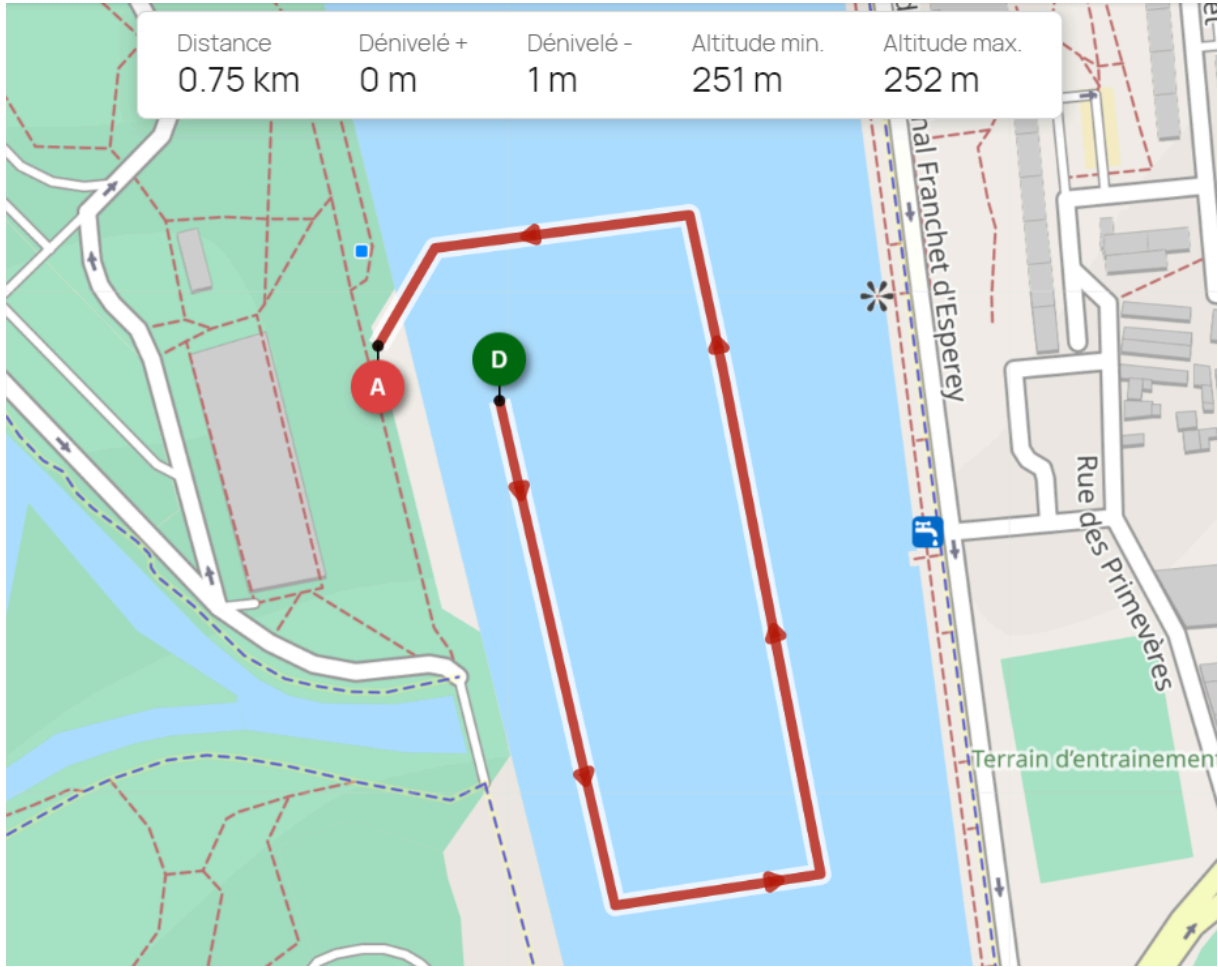 Distance
0.75 km
Dénivelé +
0 m
Dénivelé -
1 m
Altitude min.
251 m
Altitude max.
252 m
nal Franchet d'Esperey
A
D
Rue des Primevères
Terrain d'entrainement